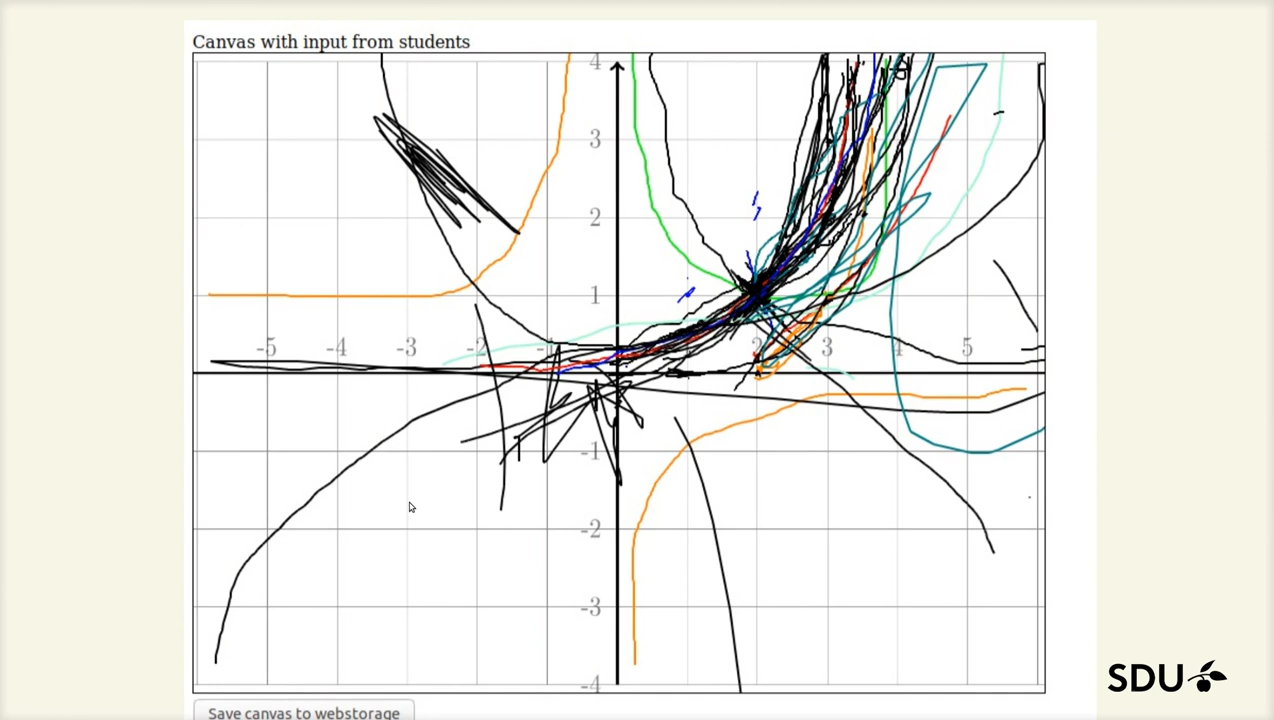 Canvas with input from students
4
3
2
1
-5 -4 -3 -2 -1 2 3 4 5
-1
-2
-3
-4
SDU
Save canvas to webstorage